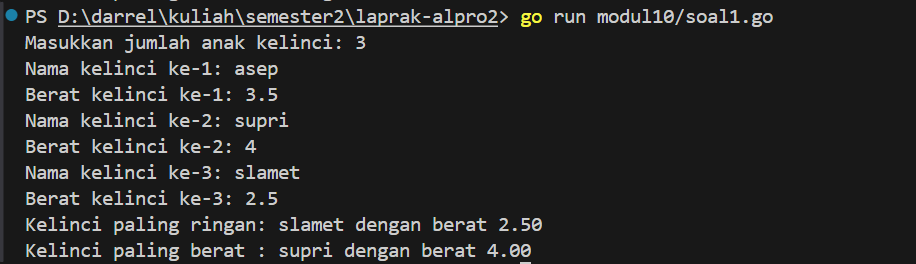 PS D:\darrel\kuliah\semester2\laprak-alpro2> go run modul10/soal1.go
Masukkan jumlah anak kelinci: 3
Nama kelinci ke-1: asep
Berat kelinci ke-1: 3.5
Nama kelinci ke-2: supri
Berat kelinci ke-2: 4
Nama kelinci ke-3: slamet
Berat kelinci ke-3: 2.5
Kelinci paling ringan: slamet dengan berat 2.50
Kelinci paling berat : supri dengan berat 4.00